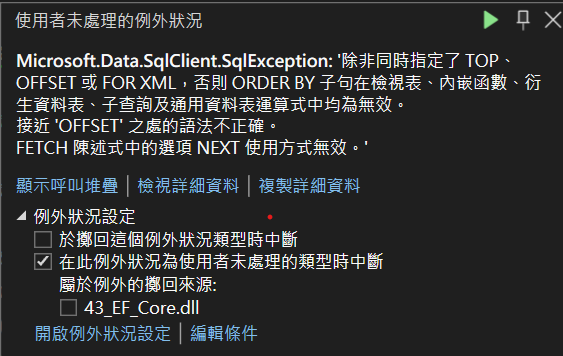 使用者未處理的例外狀況
Microsoft.Data.SqlClient.SqlException: '除非同時指定了 TOP、
OFFSET 或 FOR XML，否則 ORDER BY 子句在檢視表、內嵌函數、衍
生資料表、子查詢及通用資料表運算式中均為無效。
接近 'OFFSET' 之處的語法不正確。
FETCH 陳述式中的選項 NEXT 使用方式無效。'
顯示呼叫堆疊 | 檢視詳細資料 | 複製詳細資料
例外狀況設定
於擲回這個例外狀況類型時中斷
在此例外狀況為使用者未處理的類型時中斷
屬於例外的擲回來源:
43_EF_Core.dll
開啟例外狀況設定 | 編輯條件